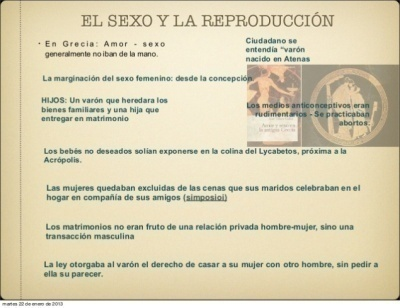 EL SEXO Y LA REPRODUCCIÓN
• En Grecia: Amor - sexo
generalmente no iban de la mano.
Ciudadano se
entendía "varón
nacido en Atenas
La marginación del sexo femenino: desde la concepción.
HIJOS: Un varón que heredara los
bienes familiares y una hija que
entregar en matrimonio
Los medios anticonceptivos eran
rudimentarios - Se practicaban
abortos.
Los bebés no deseados solían exponerse en la colina del Lycabetos, próxima a la
Acrópolis.
Las mujeres quedaban excluidas de las cenas que sus maridos celebraban en el
hogar en compañía de sus amigos (simposioi)
Los matrimonios no eran fruto de una relación privada hombre-mujer, sino una
transacción masculina
La ley otorgaba al varón el derecho de casar a su mujer con otro hombre, sin pedir a
ella su parecer.
martes 22 de enero de 2013